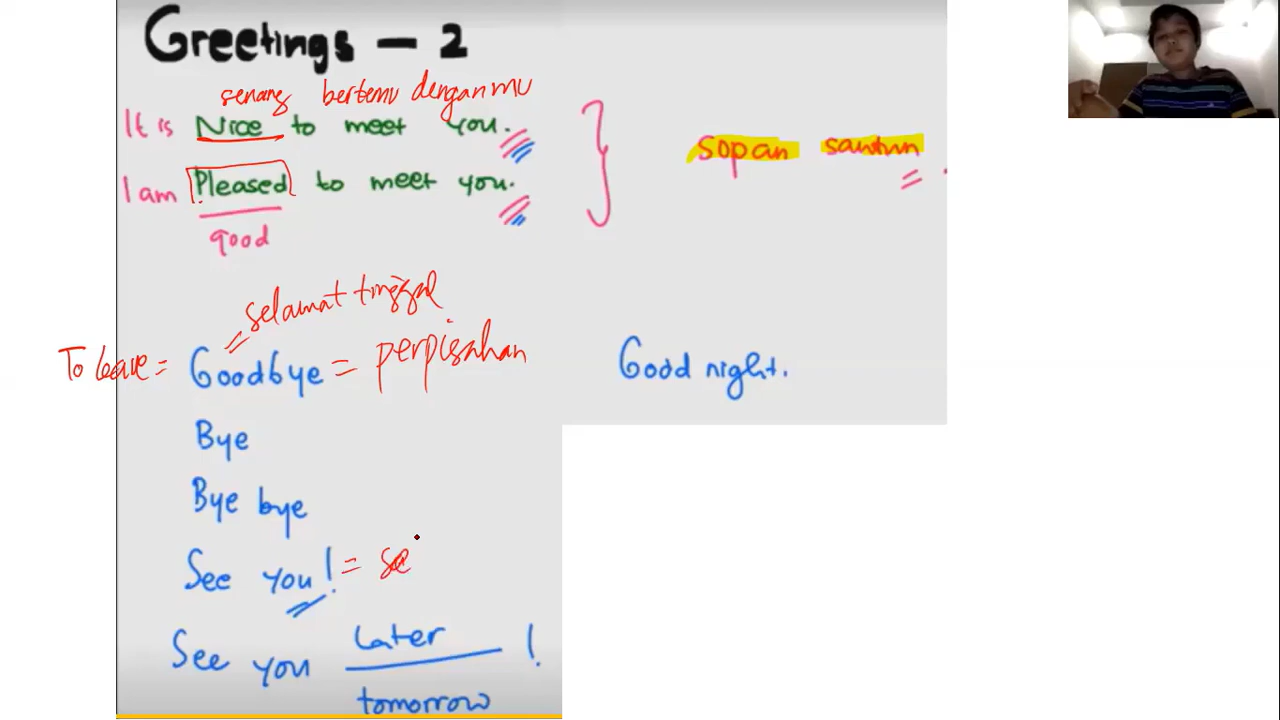 Greetings - 2
senang bertemu denganmu
It is Nice to meet you.
I am Pleased to meet you.
good
sopan santun
selamat tinggal
To leave = Goodbye = perpisahan
Good night.
Bye
Bye bye
See you! = se
See you later !
tomorrow